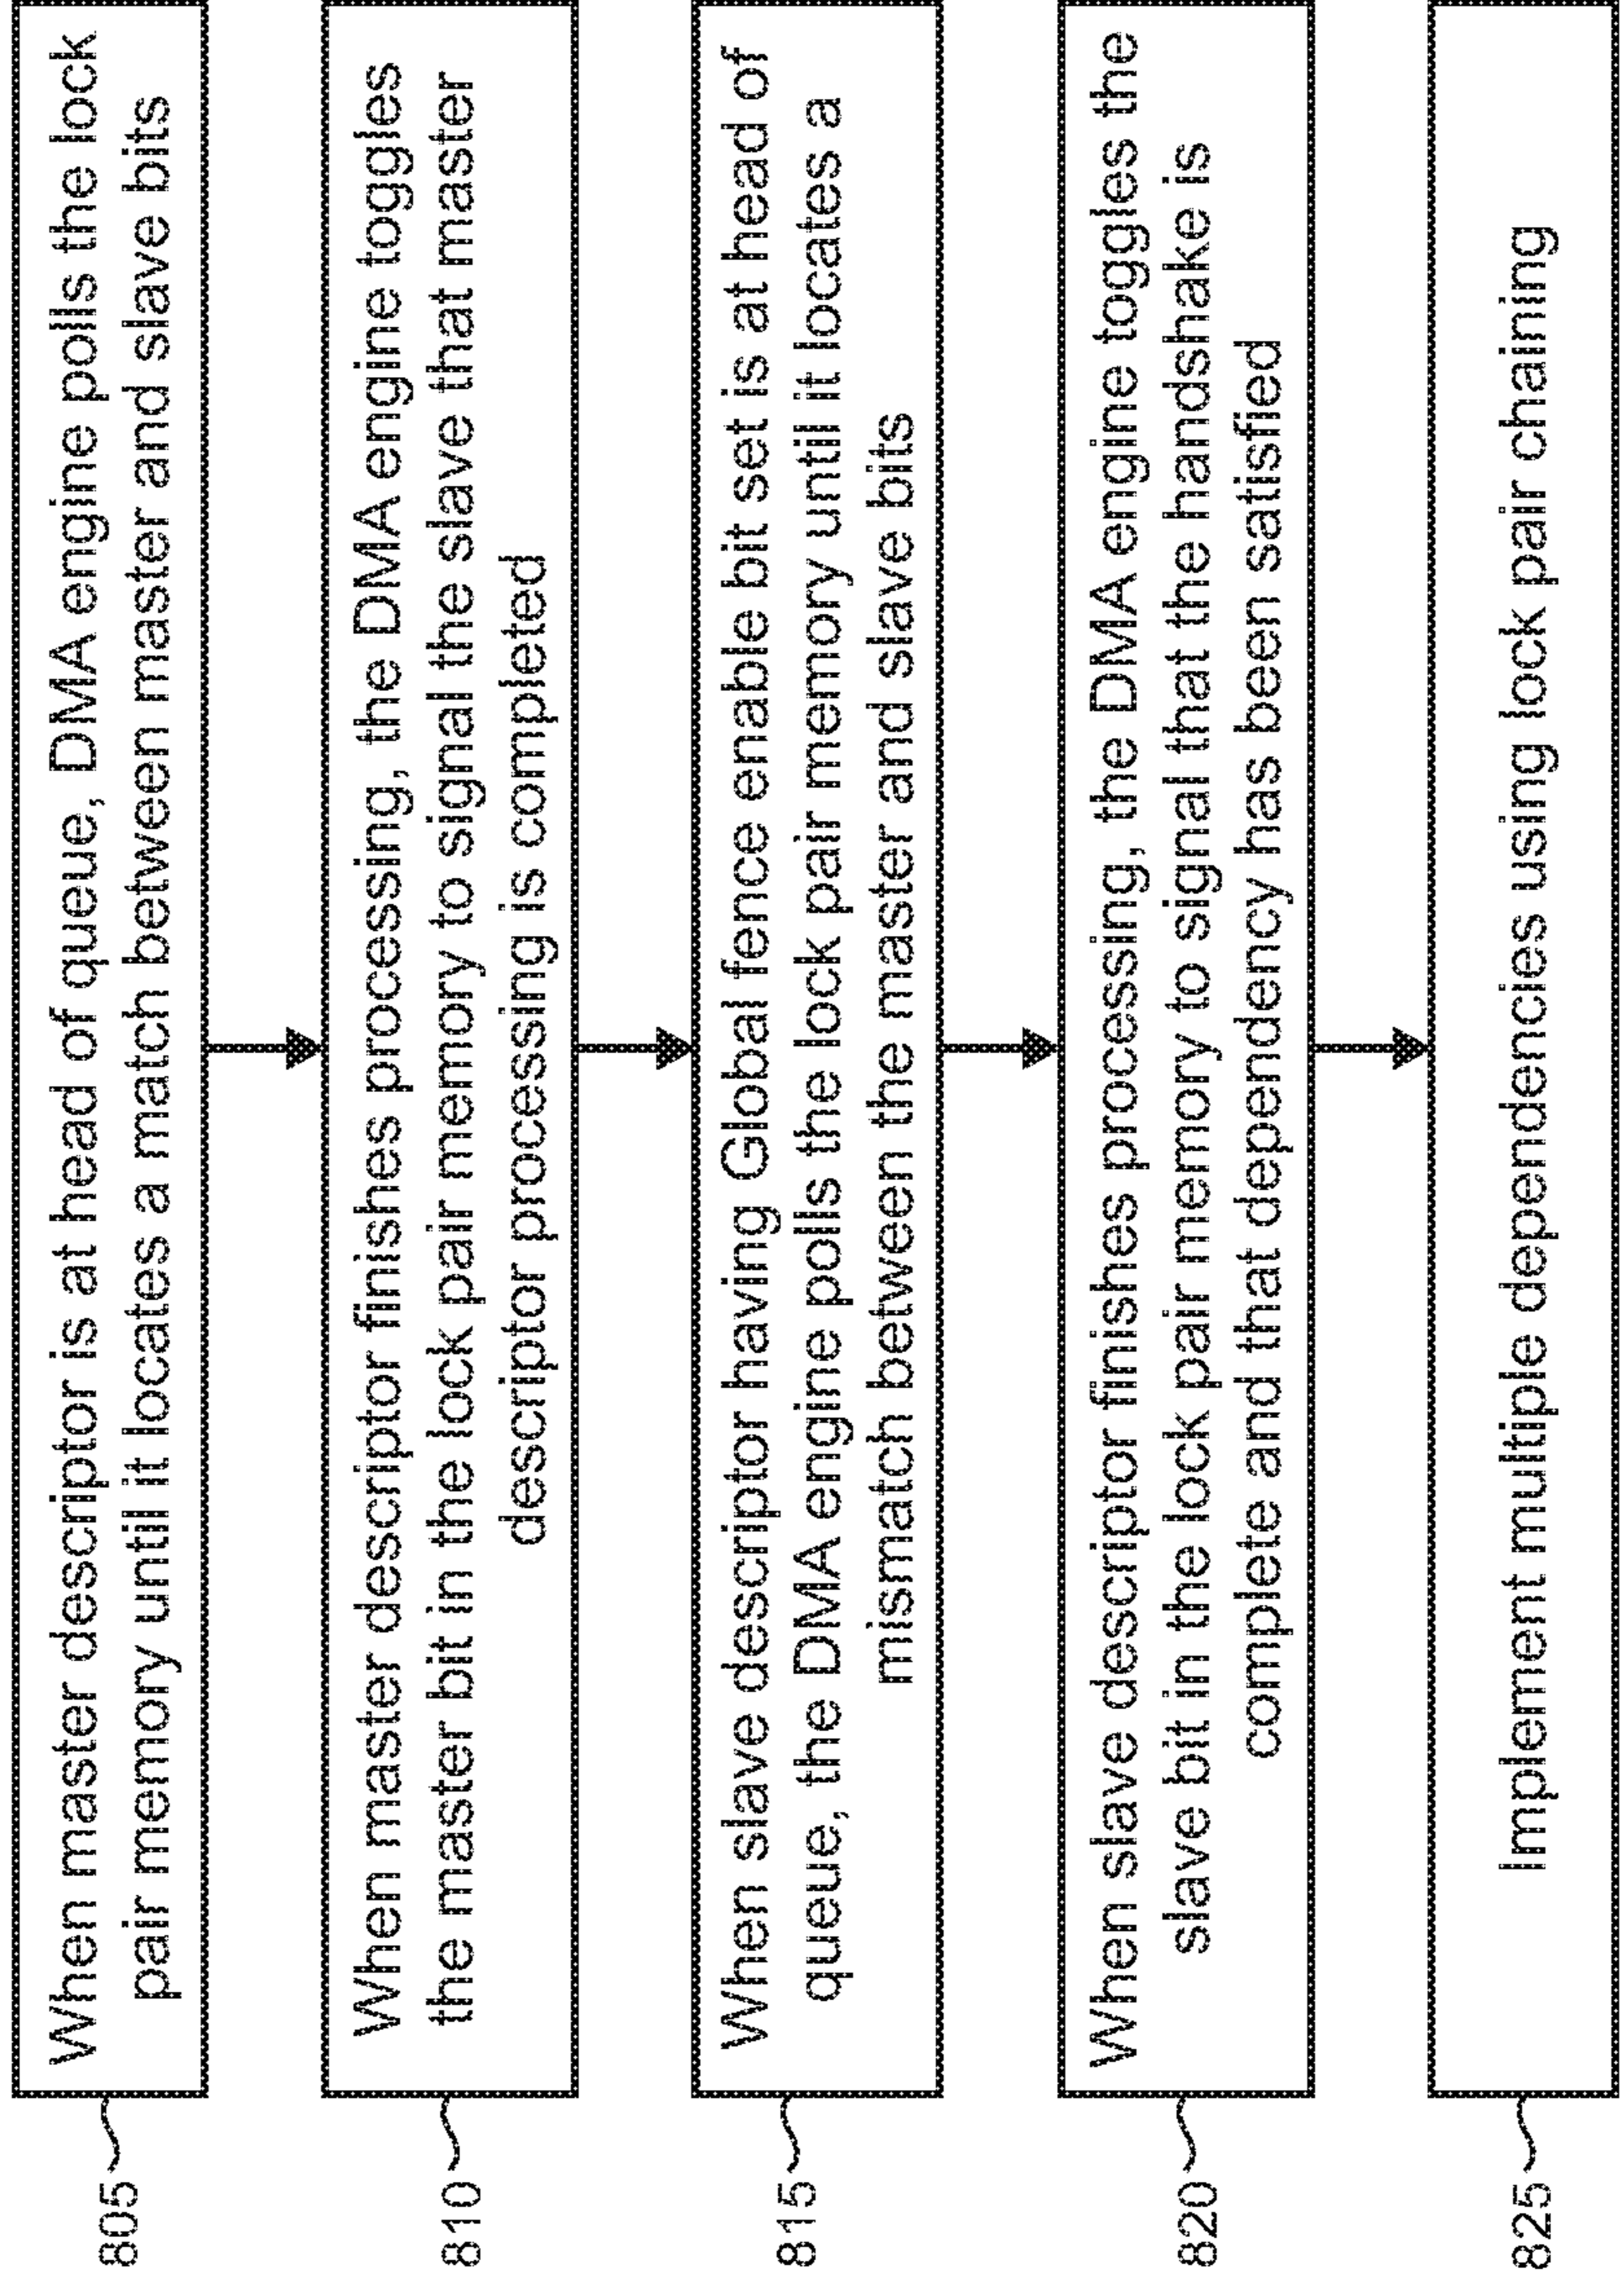 When master descriptor is at head of queue, DMA engine polls the lock
pair memory until it locates a match between master and slave bits
805
When master descriptor finishes processing, the DMA engine toggles
the master bit in the lock pair memory to signal the slave that master
descriptor processing is completed
810
When slave descriptor having Global fence enable bit set is at head of
queue, the DMA engine polls the lock pair memory until it locates a
mismatch between the master and slave bits
815
When slave descriptor finishes processing, the DMA engine toggles the
slave bit in the lock pair memory to signal that the handshake is
complete and that dependency has been satisfied
820
Implement multiple dependencies using lock pair chaining
825